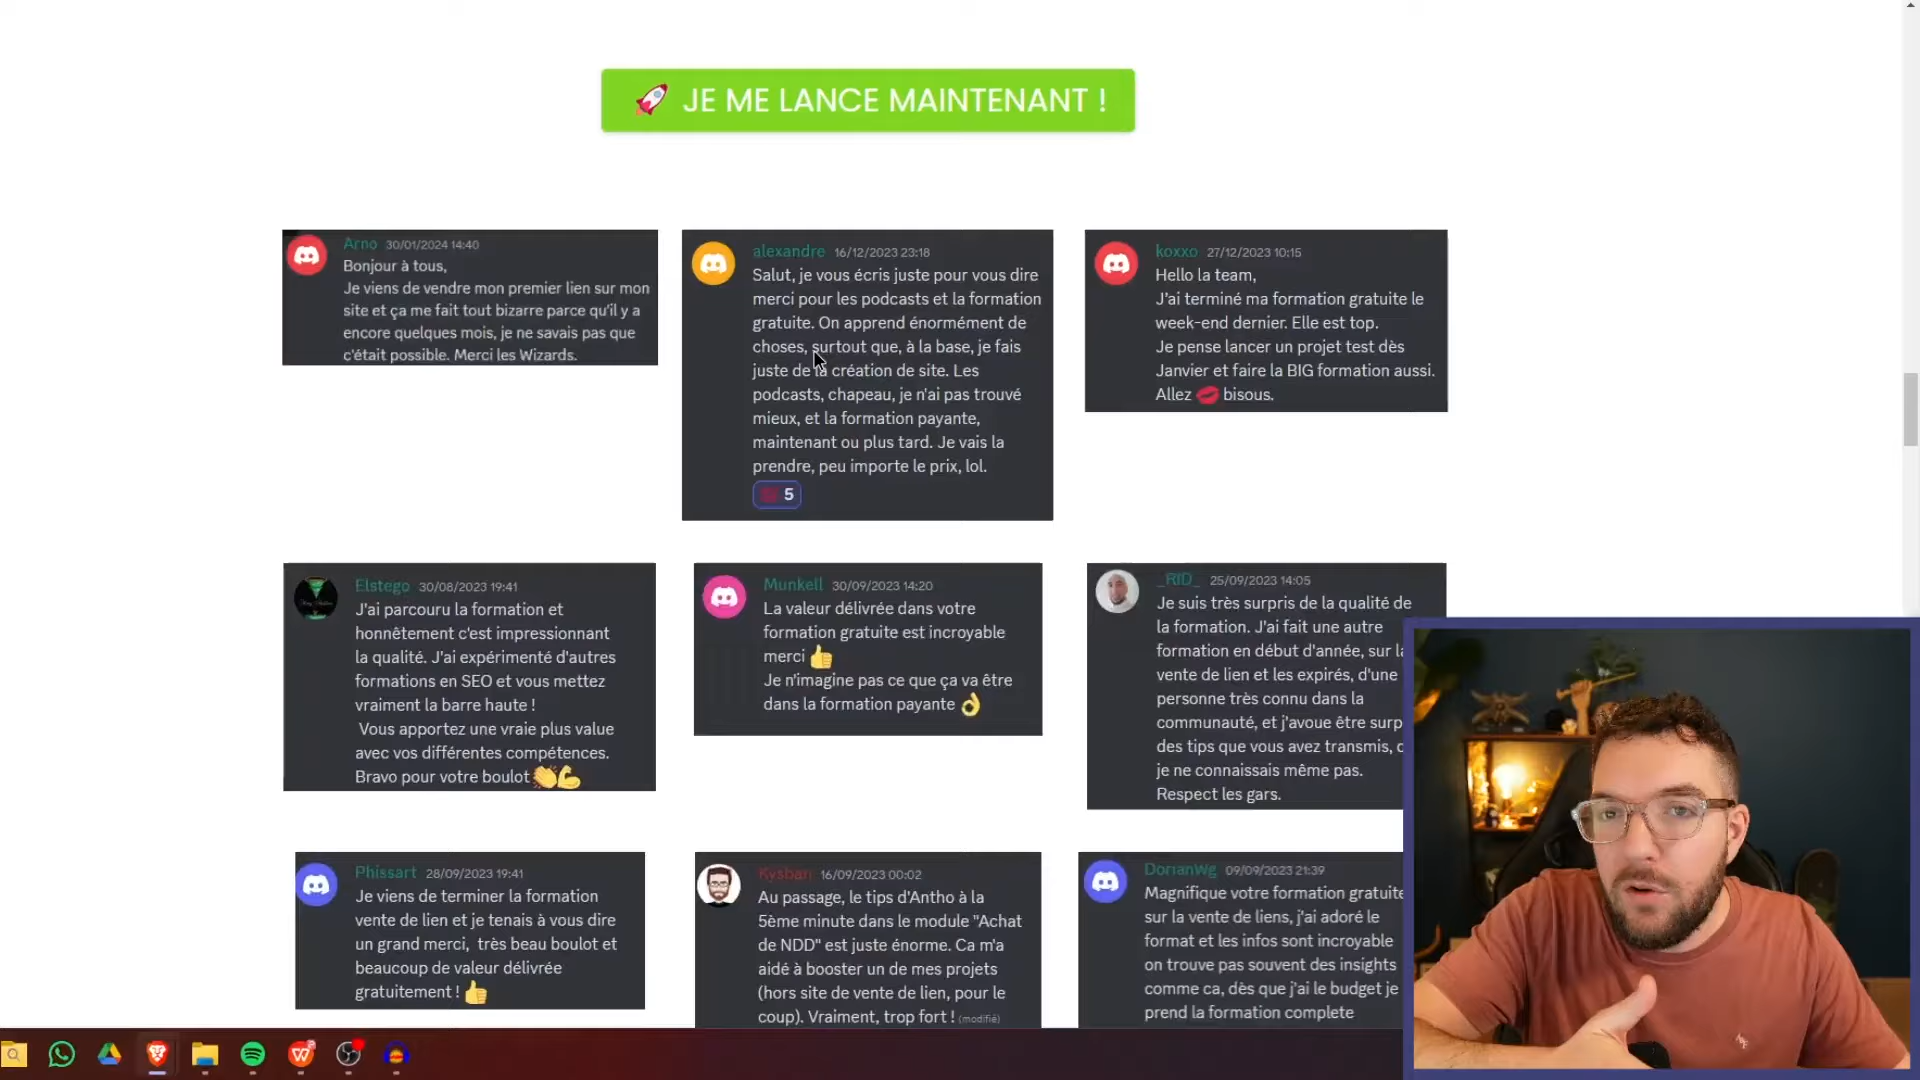 JE ME LANCE MAINTENANT !
Arno 30/01/2024 14:40
Bonjour à tous,
Je viens de vendre mon premier lien sur mon
site et ça me fait tout bizarre parce qu'il y a
encore quelques mois, je ne savais pas que
c'était possible. Merci les Wizards.
alexandre 16/12/2023 23:18
Salut, je vous écris juste pour vous dire
merci pour les podcasts et la formation
gratuite. On apprend énormément de
choses, surtout que, à la base, je fais
juste de la création de site. Les
podcasts, chapeau, je n'ai pas trouvé
mieux, et la formation payante,
maintenant ou plus tard. Je vais la
prendre, peu importe le prix, lol.
5
koxxo 27/12/2023 10:15
Hello la team,
J'ai terminé ma formation gratuite le
week-end dernier. Elle est top.
Je pense lancer un projet test dès
Janvier et faire la BIG formation aussi.
Allez bisous.
Elstego 30/08/2023 19:41
J'ai parcouru la formation et
honnêtement c'est impressionnant
la qualité. J'ai expérimenté d'autres
formations en SEO et vous mettez
vraiment la barre haute !
Vous apportez une vraie plus value
avec vos différentes compétences.
Bravo pour votre boulot
Munkell 30/09/2023 14:20
La valeur délivrée dans votre
formation gratuite est incroyable
merci
Je n'imagine pas ce que ça va être
dans la formation payante
_RID_ 25/09/2023 14:05
Je suis très surpris de la qualité de
la formation. J'ai fait une autre
formation en début d'année, sur la
vente de lien et les expirés, d'une
personne très connu dans la
communauté, et j'avoue être surp
des tips que vous avez transmis,
je ne connaissais même pas.
Respect les gars.
Phissart 28/09/2023 19:41
Je viens de terminer la formation
vente de lien et je tenais à vous dire
un grand merci, très beau boulot et
beaucoup de valeur délivrée
gratuitement !
Kysban 16/09/2023 00:02
Au passage, le tips d'Antho à la
5ème minute dans le module "Achat
de NDD" est juste énorme. Ca m'a
aidé à booster un de mes projets
(hors site de vente de lien, pour le
coup). Vraiment, trop fort ! (modifié)
DorianWg 09/09/2023 21:39
Magnifique votre formation gratuite
sur la vente de liens, j'ai adoré le
format et les infos sont incroyable
on trouve pas souvent des insights
comme ca, dès que j'ai le budget je
prend la formation complete